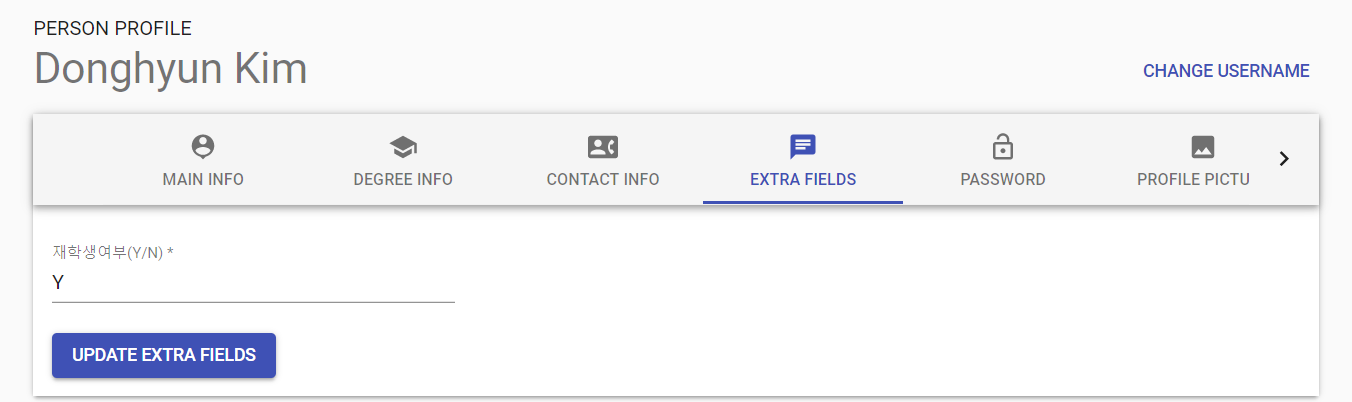 PERSON PROFILE
Donghyun Kim
CHANGE USERNAME
MAIN INFO
DEGREE INFO
CONTACT INFO
EXTRA FIELDS
PASSWORD
PROFILE PICTU
재학생여부(Y/N) *
Y
UPDATE EXTRA FIELDS